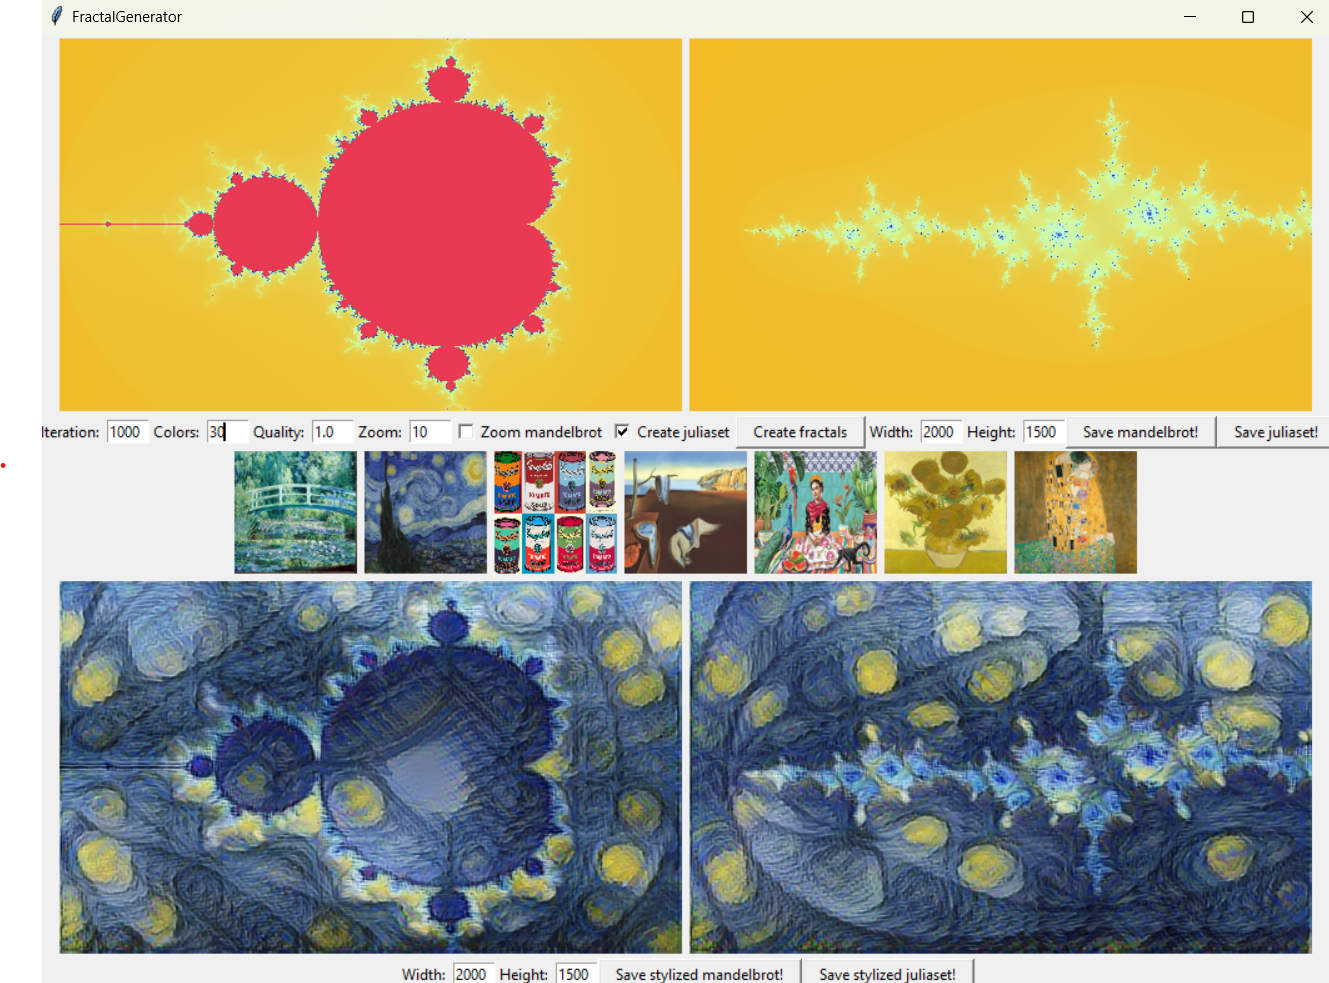 FractalGenerator
Iteration: 1000 Colors: 30 Quality: 1.0 Zoom: 10 Zoom mandelbrot Create juliaset Create fractals Width: 2000 Height: 1500 Save mandelbrot! Save juliaset!
Width: 2000 Height: 1500 Save stylized mandelbrot! Save stylized juliaset!